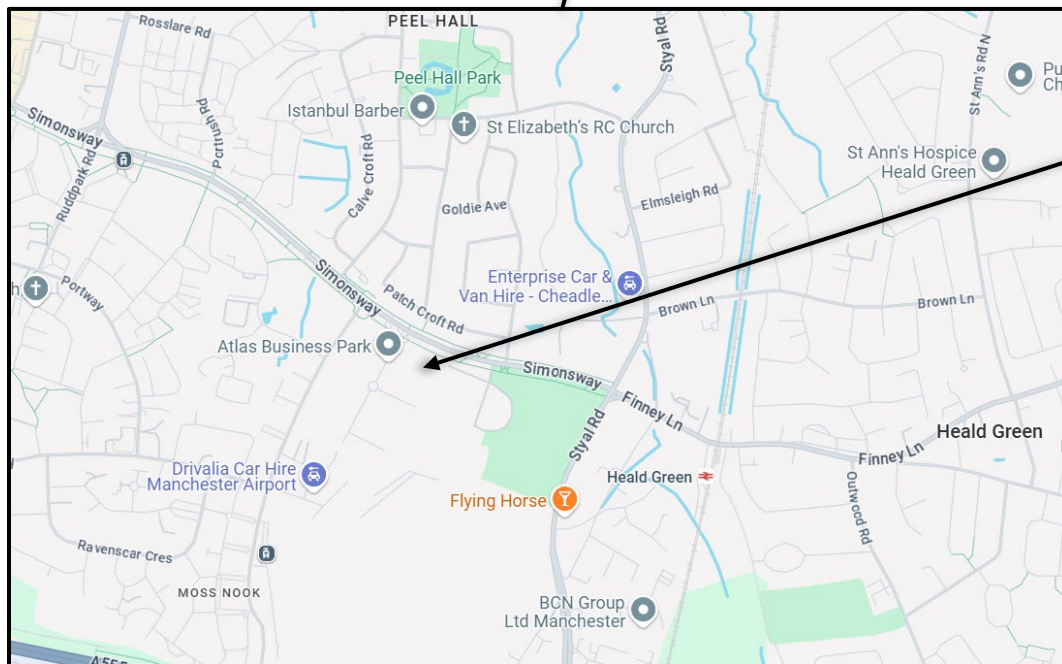 PEEL HALL
Rosslare Rd
Styal Rd
St Ann's Rd N
Peel Hall Park
Istanbul Barber
St Elizabeth's RC Church
Portrush Rd
Simonsway
Ruddpark Rd
Calve Croft Rd
St Ann's Hospice
Heald Green
Elmsleigh Rd
Goldie Ave
Portway
Simonsway
Patch Croft Rd
Enterprise Car &
Van Hire - Cheadle...
Brown Ln
Brown Ln
Atlas Business Park
Simonsway
Finney Ln
Styal Rd
Heald Green
Finney Ln
Drivalia Car Hire
Manchester Airport
Heald Green
Flying Horse
Outwood Rd
Ravenscar Cres
MOSS NOOK
BCN Group
Ltd Manchester